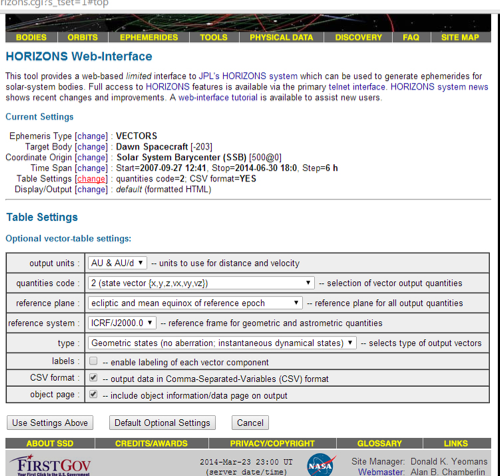 rizons.cgi?s_tset=1#top
BODIES ORBITS EPHEMERIDES TOOLS PHYSICAL DATA DISCOVERY FAQ SITE MAP
HORIZONS Web-Interface
This tool provides a web-based limited interface to JPL's HORIZONS system which can be used to generate ephemerides for
solar-system bodies. Full access to HORIZONS features is available via the primary telnet interface. HORIZONS system news
shows recent changes and improvements. A web-interface tutorial is available to assist new users.
Current Settings
Ephemeris Type [change] : VECTORS
Target Body [change] : Dawn Spacecraft [-203]
Coordinate Origin [change] : Solar System Barycenter (SSB) [500@0]
Time Span [change] : Start=2007-09-27 12:41, Stop=2014-06-30 18:0, Step=6 h
Table Settings [change] : quantities code=2; CSV format=YES
Display/Output [change] : default (formatted HTML)
Table Settings
Optional vector-table settings:
output units : AU & AU/d -- units to use for distance and velocity
quantities code : 2 (state vector {x,y,z,vx,vy,vz}) -- selection of vector output quantities
reference plane : ecliptic and mean equinox of reference epoch -- reference plane for all output quantities
reference system : ICRF/J2000.0 -- reference frame for geometric and astrometric quantities
type : Geometric states (no aberration; instantaneous dynamical states) -- selects type of output vectors
labels : -- enable labeling of each vector component
CSV format : -- output data in Comma-Separated-Variables (CSV) format
object page : -- include object information/data page on output
Use Settings Above Default Optional Settings Cancel
ABOUT SSD CREDITS/AWARDS PRIVACY/COPYRIGHT GLOSSARY LINKS
FIRSTGOV
Your First Click to the U.S. Government
2014-Mar-23 23:00 UT
(server date/time)
NASA
Site Manager: Donald K. Yeomans
Webmaster: Alan B. Chamberlin